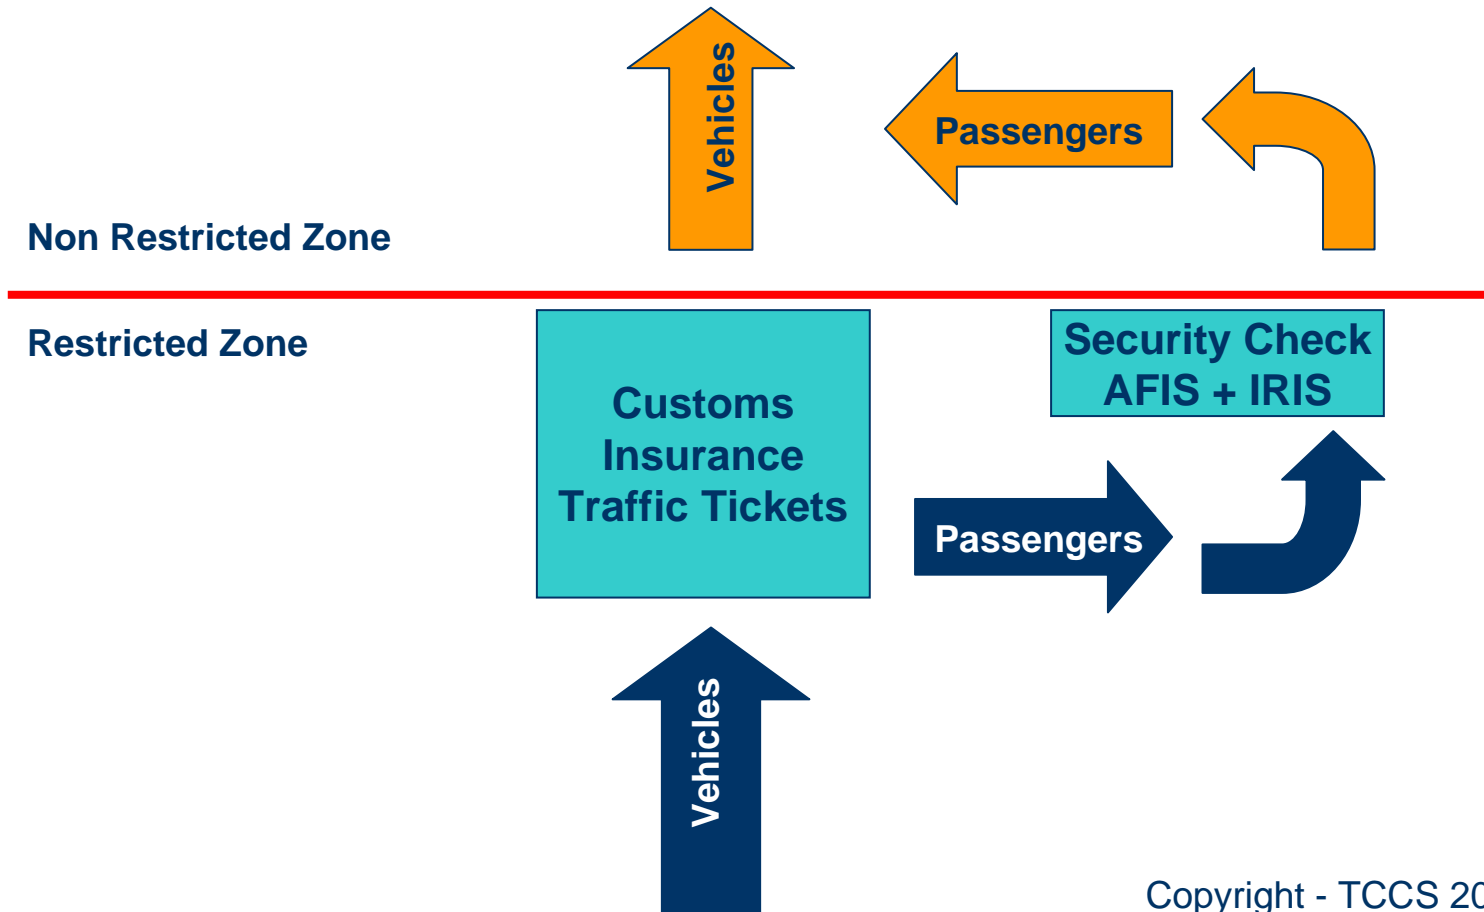 Vehicles
Passengers
Non Restricted Zone
Restricted Zone
Customs
Insurance
Traffic Tickets
Security Check
AFIS + IRIS
Passengers
Vehicles
Copyright - TCCS